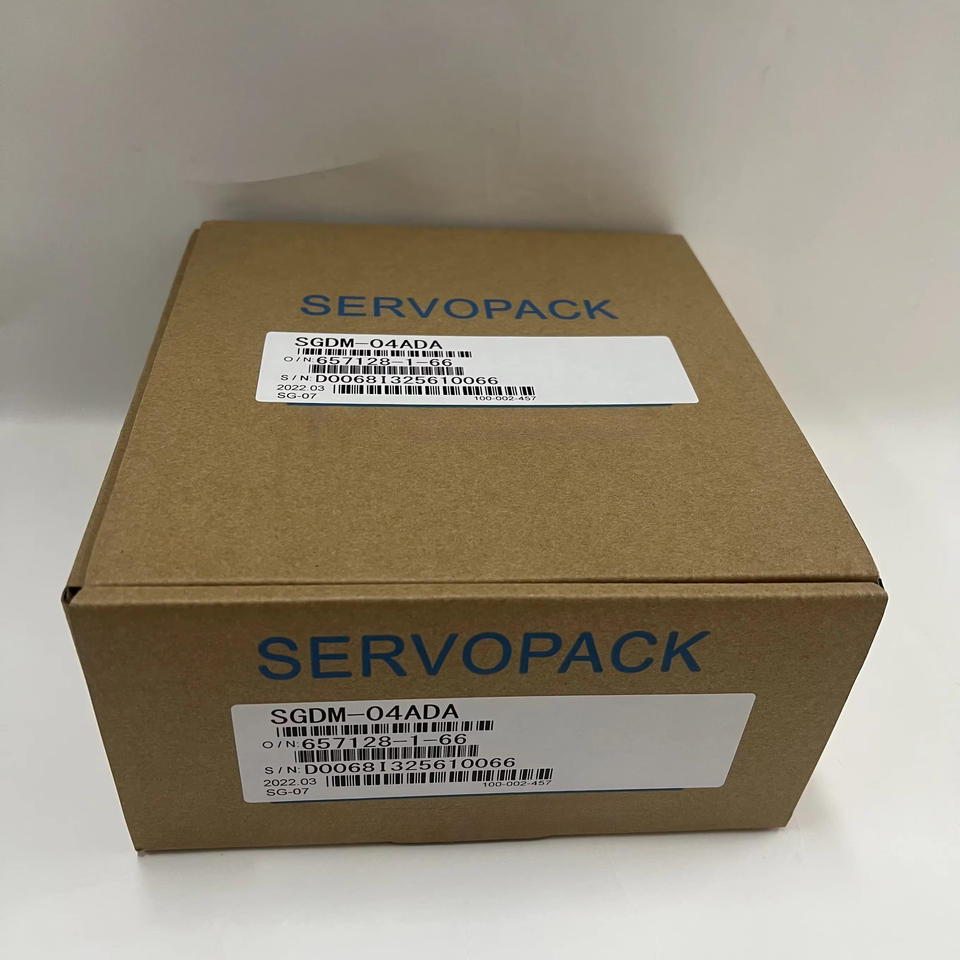 SERVOPACK
SGDM-04ADA
O/N:657128-1-66
S/N:D0068I325610066
2022.03
SG-07 100-002-457
SERVOPACK
SGDM-04ADA
O/N:657128-1-66
S/N:D0068I325610066
2022.03
SG-07 100-002-457